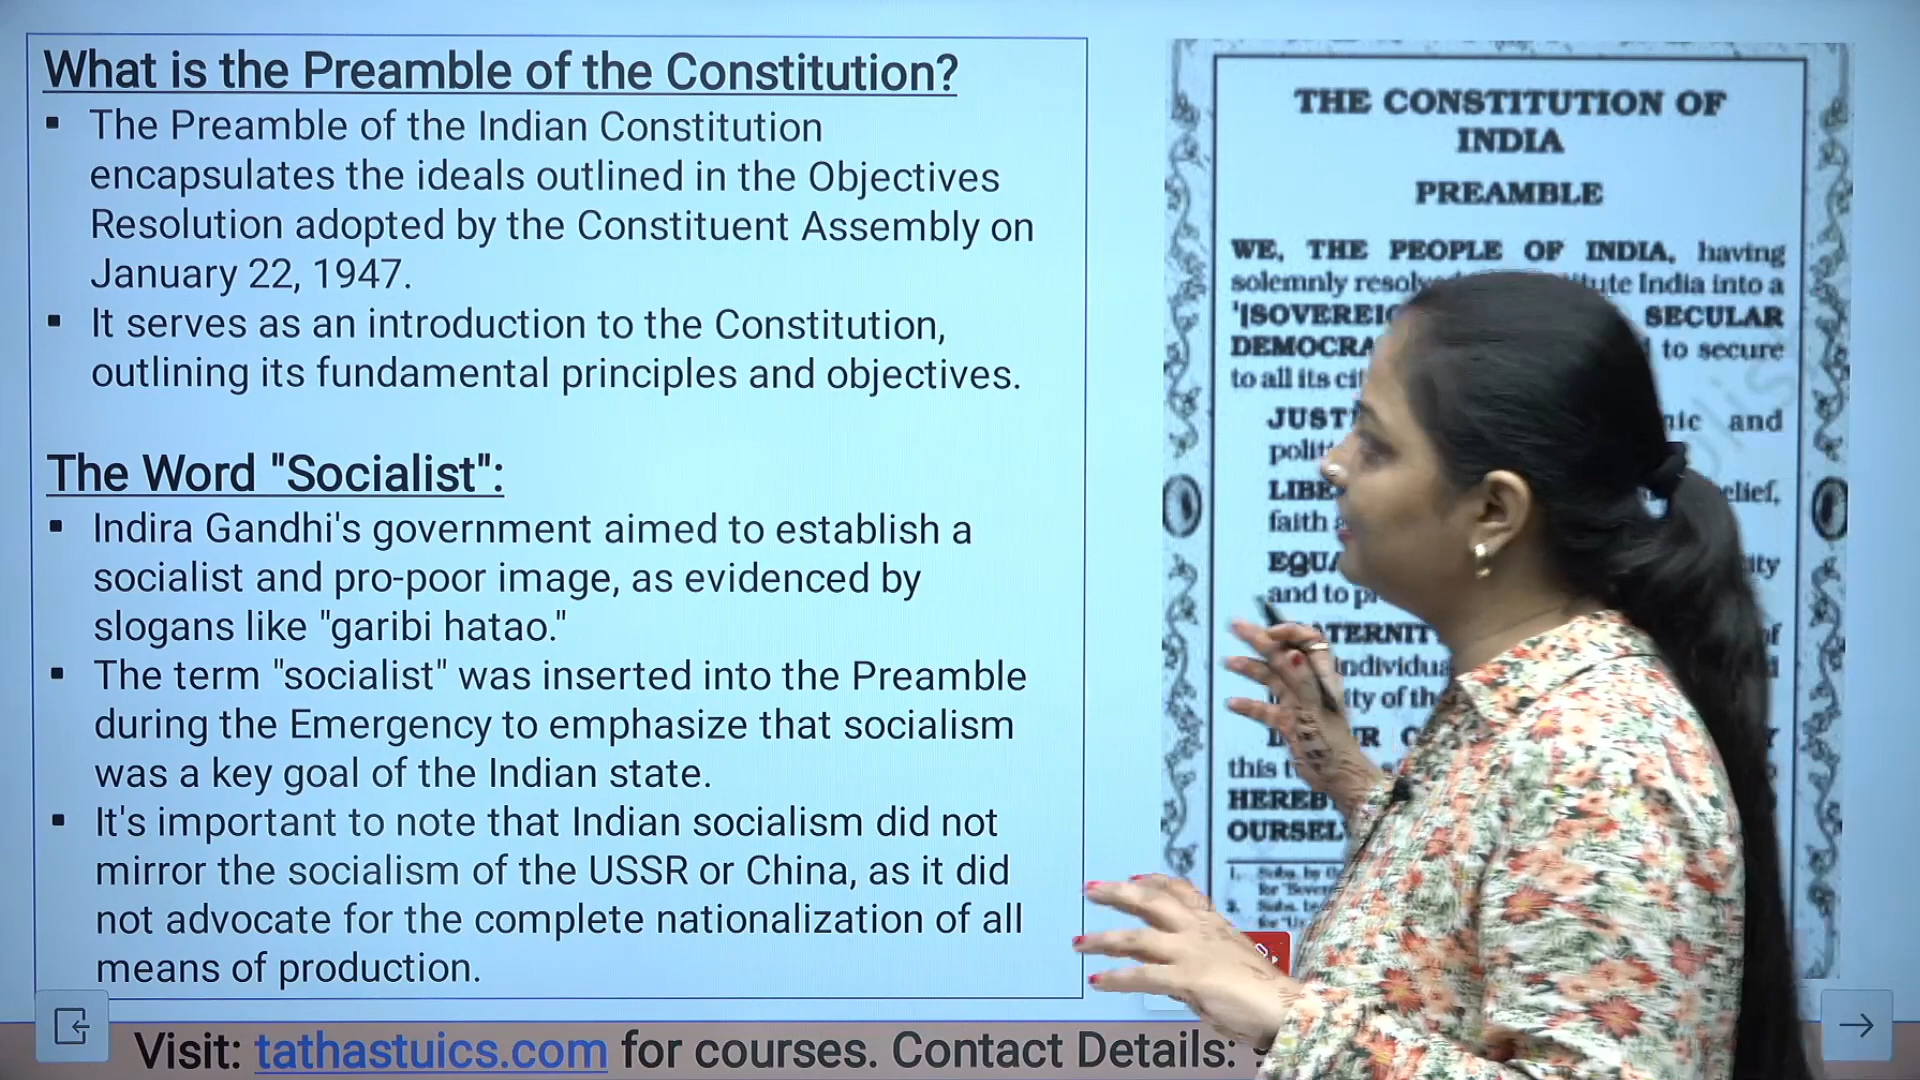 What is the Preamble of the Constitution?
▪ The Preamble of the Indian Constitution
encapsulates the ideals outlined in the Objectives
Resolution adopted by the Constituent Assembly on
January 22, 1947.
▪ It serves as an introduction to the Constitution,
outlining its fundamental principles and objectives.
The Word "Socialist":
▪ Indira Gandhi's government aimed to establish a
socialist and pro-poor image, as evidenced by
slogans like "garibi hatao."
▪ The term "socialist" was inserted into the Preamble
during the Emergency to emphasize that socialism
was a key goal of the Indian state.
▪ It's important to note that Indian socialism did not
mirror the socialism of the USSR or China, as it did
not advocate for the complete nationalization of all
means of production.
THE CONSTITUTION OF
INDIA
PREAMBLE
WE, THE PEOPLE OF INDIA, having
solemnly India into a
SECULAR
to secure
to all its
and
faith
and to
this
Visit: tathastuics.com for courses. Contact Details: